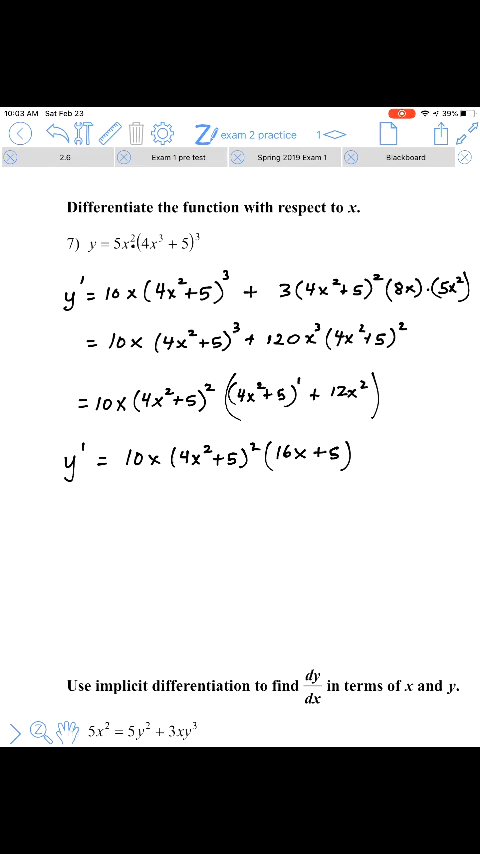 10:03 AM Sat Feb 23 39%
exam 2 practice 1
2.6 Exam 1 pre test Spring 2019 Exam 1 Blackboard
Differentiate the function with respect to x.
7) y = 5x²·(4x³ + 5)³
y' = 10x (4x²+5)³ + 3(4x²+5)² (8x)·(5x²)
= 10x (4x²+5)³ + 120x³ (4x²+5)²
= 10x (4x²+5)² ((4x²+5)¹ + 12x²)
y' = 10x (4x²+5)² (16x+5)
Use implicit differentiation to find dy/dx in terms of x and y.
5x² = 5y² + 3xy³